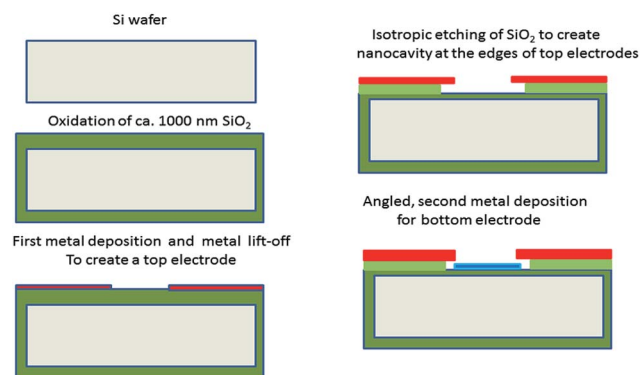 Si wafer
Oxidation of ca. 1000 nm SiO₂
First metal deposition and metal lift-off
To create a top electrode
Isotropic etching of SiO₂ to create
nanocavity at the edges of top electrodes
Angled, second metal deposition
for bottom electrode